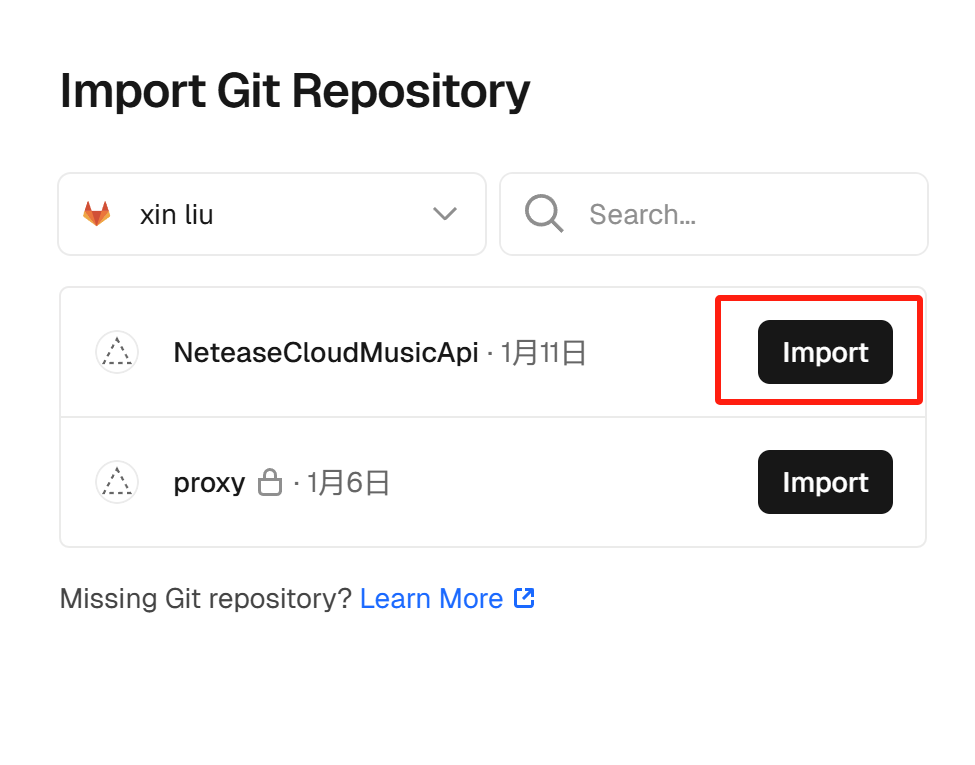 Import Git Repository
xin liu
Search...
NeteaseCloudMusicApi · 1月11日
Import
proxy · 1月6日
Import
Missing Git repository? Learn More